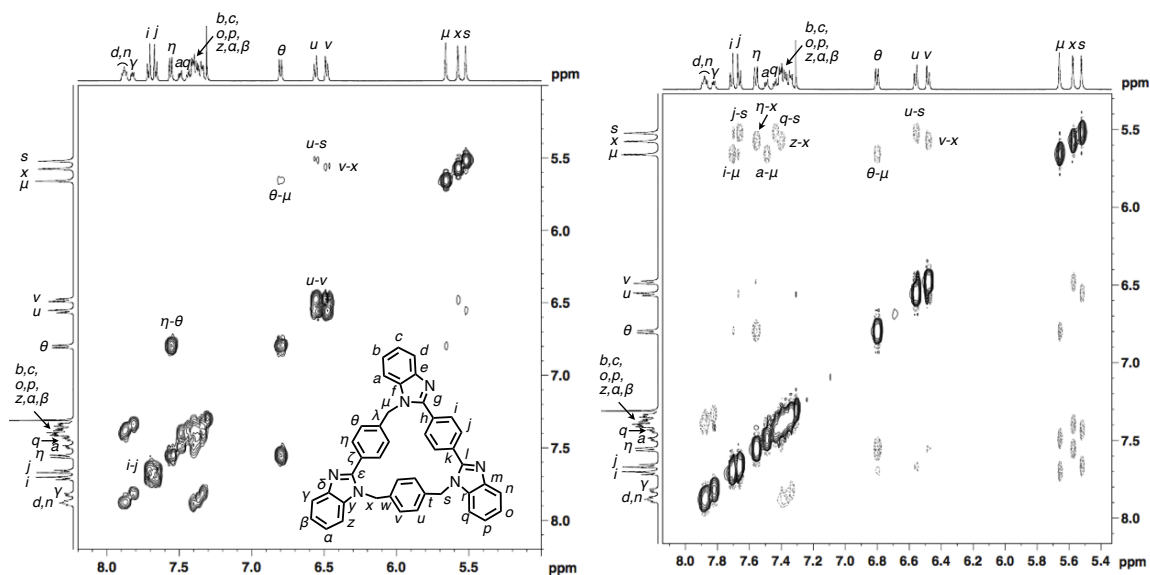 b,c,
o,p,
z,α,β
i
j
η
aq
d,n
γ
θ
u
v
μ
x
s
ppm
s
x
μ
v
u
θ
b,c,
o,p,
z,α,β
q
a
η
j
i
γ
d,n
u-s
v-x
θ-μ
u-v
η-θ
i-j
5.5
6.0
6.5
7.0
7.5
8.0
8.0
7.5
7.0
6.5
6.0
5.5
ppm
c
b
d
e
a
f
N
g
μ
N
i
h
λ
θ
j
η
k
ζ
l
N
m
ε
N
δ
N
N
n
γ
s
y
x
w
t
o
β
v
u
q
z
p
α
b,c,
o,p,
z,α,β
i
j
η
a
q
d,n
γ
θ
u
v
μ
x
s
ppm
s
x
μ
v
u
θ
b,c,
o,p,
z,α,β
q
a
η
j
i
γ
d,n
η-x
u-s
j-s
q-s
z-x
v-x
i-μ
a-μ
θ-μ
5.5
6.0
6.5
7.0
7.5
8.0
8.0
7.8
7.6
7.4
7.2
7.0
6.8
6.6
6.4
6.2
6.0
5.8
5.6
5.4
ppm